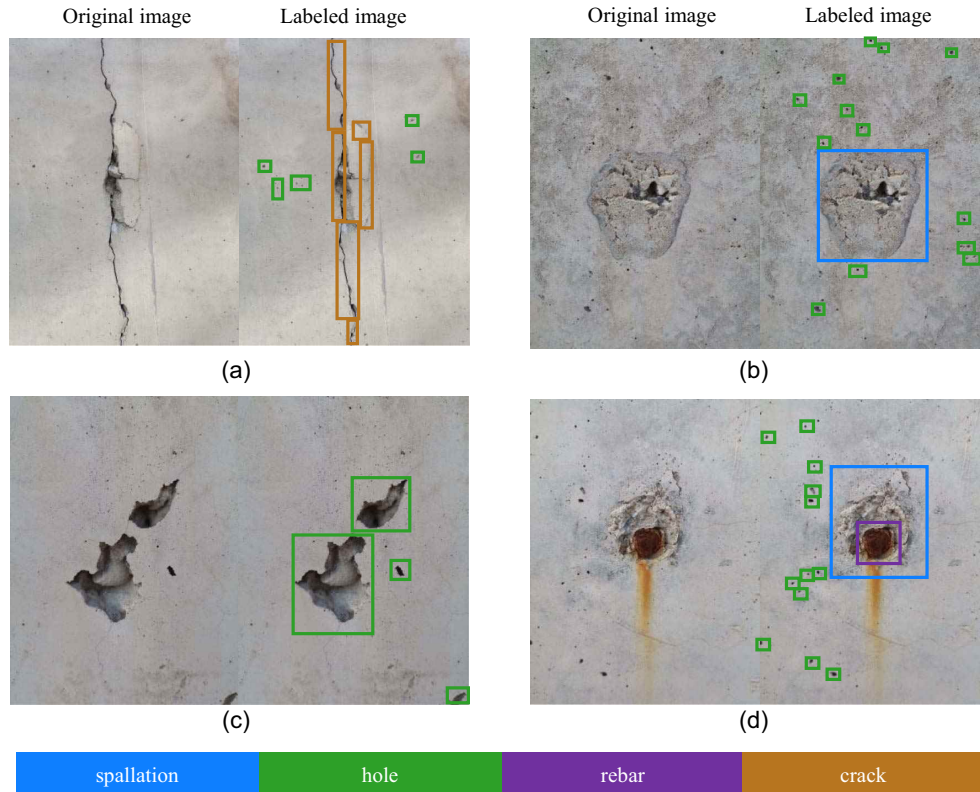 Original image Labeled image Original image Labeled image
(a) (b)
(c) (d)
spallation hole rebar crack